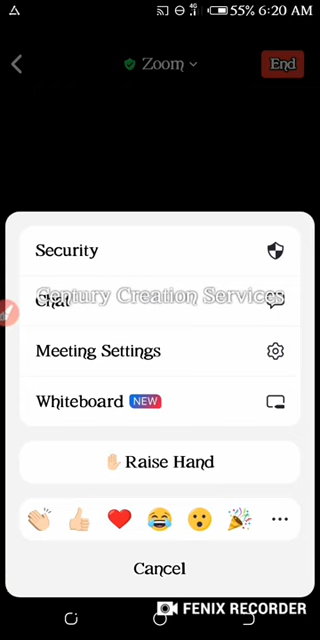 55% 6:20 AM
Zoom
End
Security
Century Creation Services
Chat
Meeting Settings
Whiteboard NEW
Raise Hand
Cancel
FENIX RECORDER